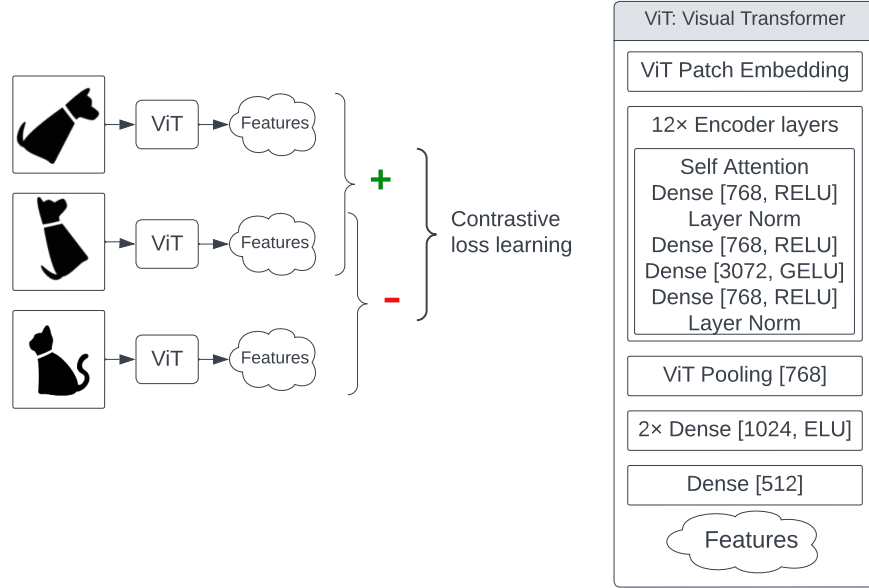 ViT
Features
+
ViT
Features
Contrastive
loss learning
-
ViT
Features
ViT: Visual Transformer
ViT Patch Embedding
12× Encoder layers
Self Attention
Dense [768, RELU]
Layer Norm
Dense [768, RELU]
Dense [3072, GELU]
Dense [768, RELU]
Layer Norm
ViT Pooling [768]
2× Dense [1024, ELU]
Dense [512]
Features